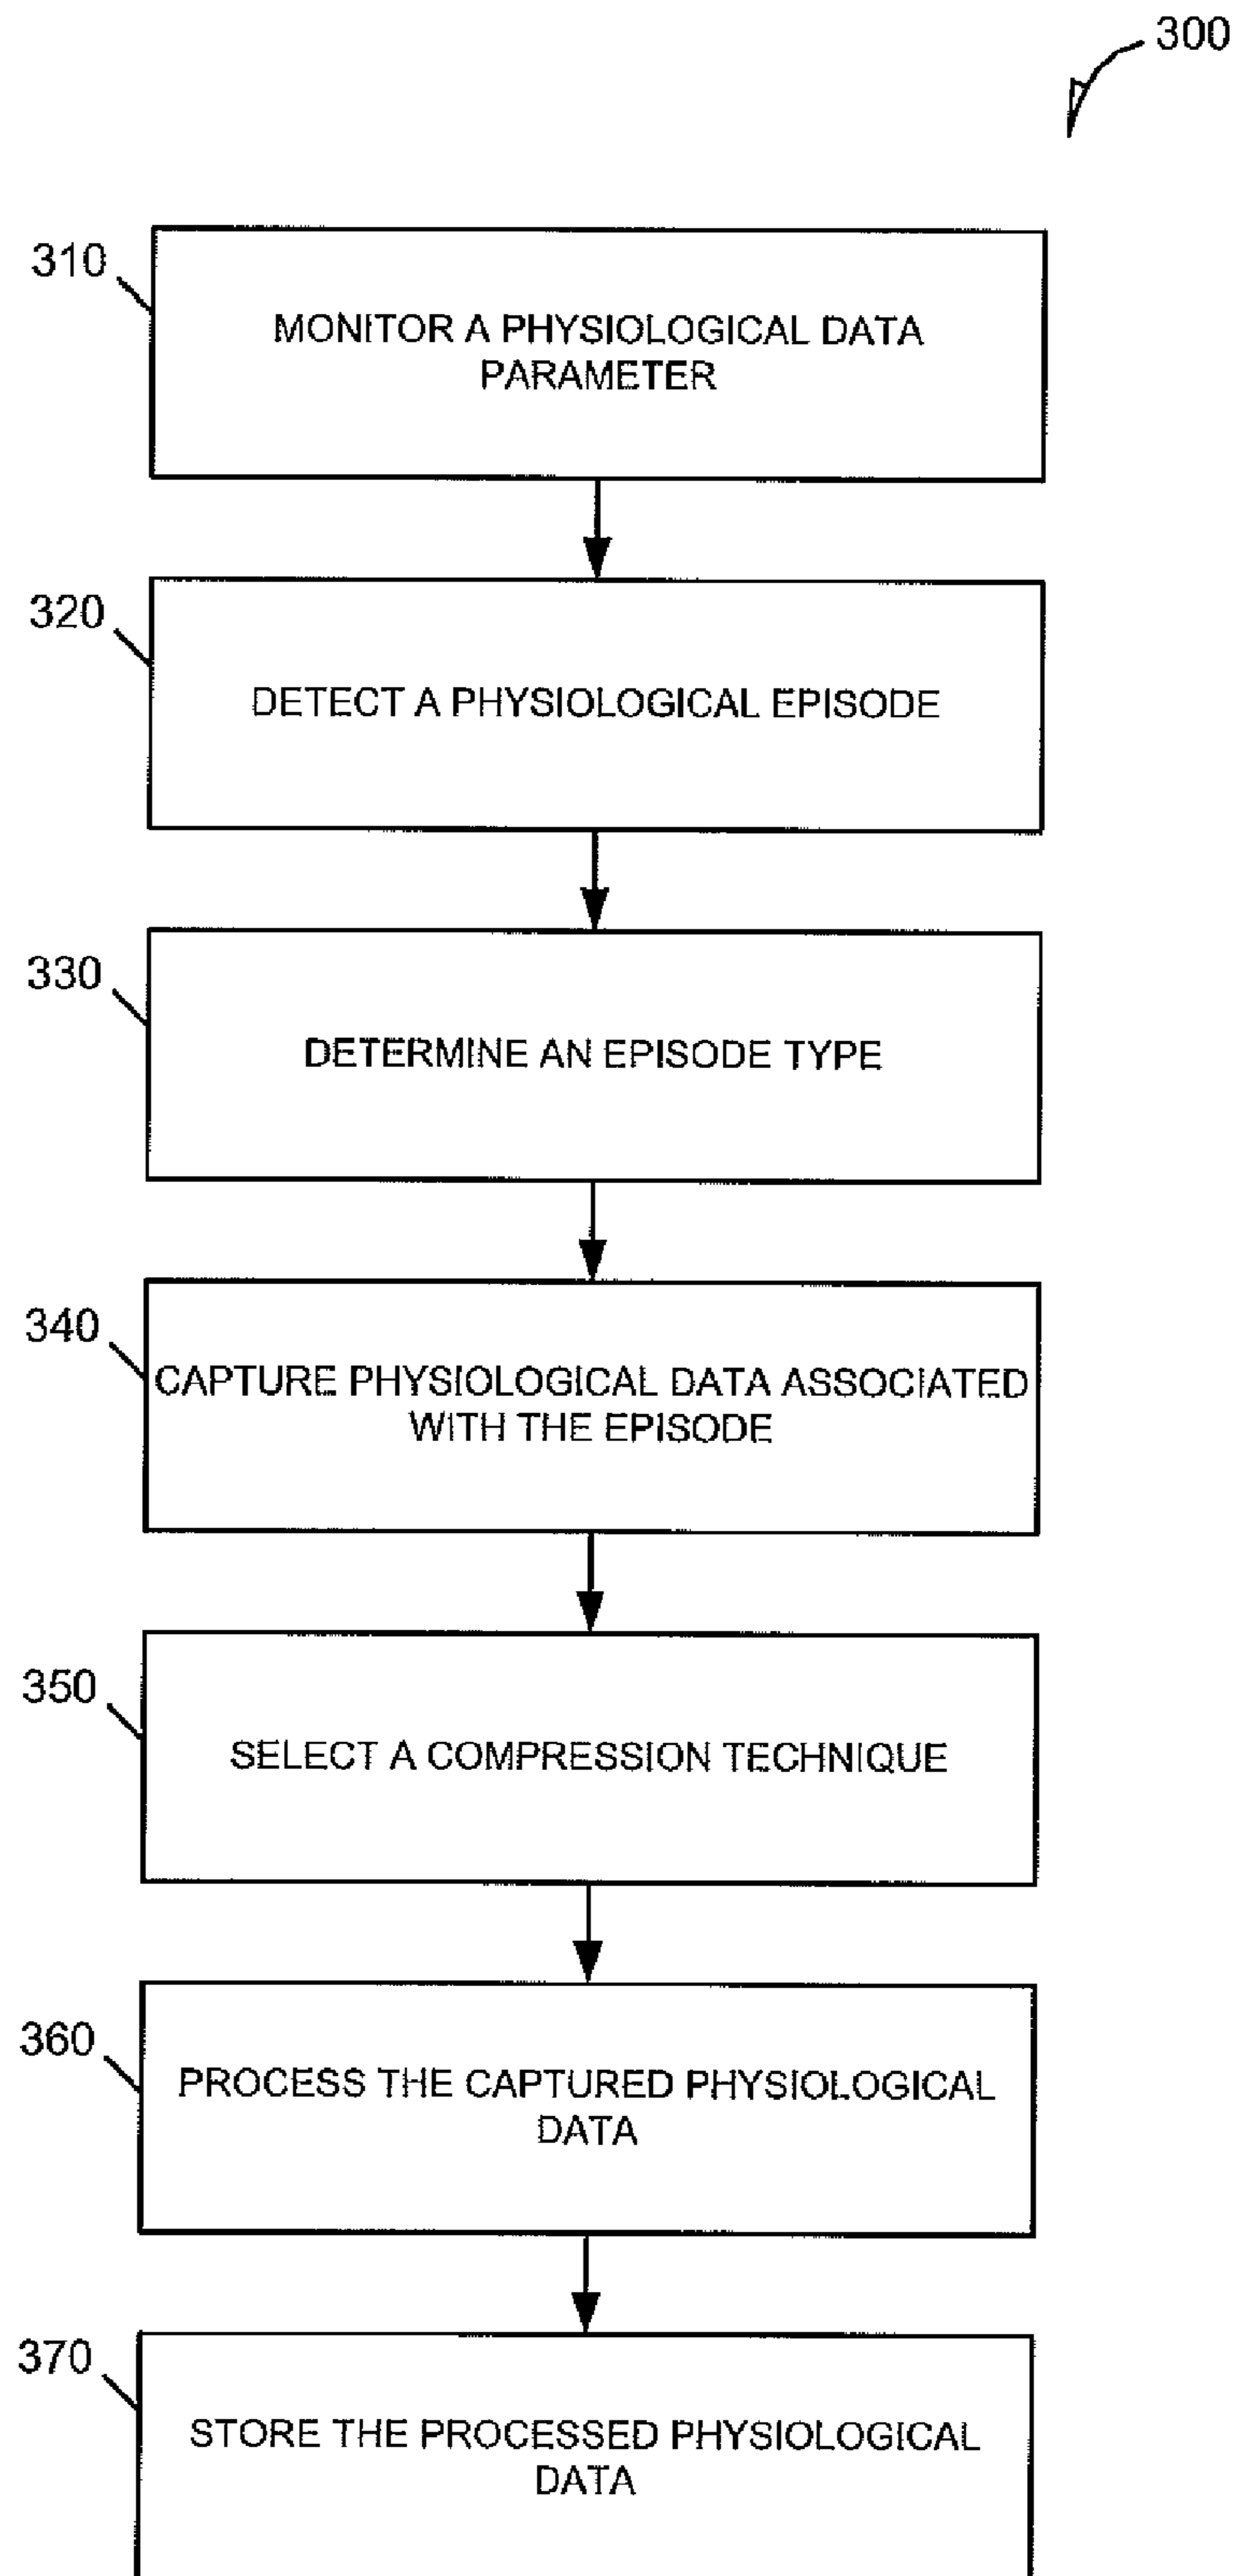 300
310
MONITOR A PHYSIOLOGICAL DATA
PARAMETER
320
DETECT A PHYSIOLOGICAL EPISODE
330
DETERMINE AN EPISODE TYPE
340
CAPTURE PHYSIOLOGICAL DATA ASSOCIATED
WITH THE EPISODE
350
SELECT A COMPRESSION TECHNIQUE
360
PROCESS THE CAPTURED PHYSIOLOGICAL
DATA
370
STORE THE PROCESSED PHYSIOLOGICAL
DATA